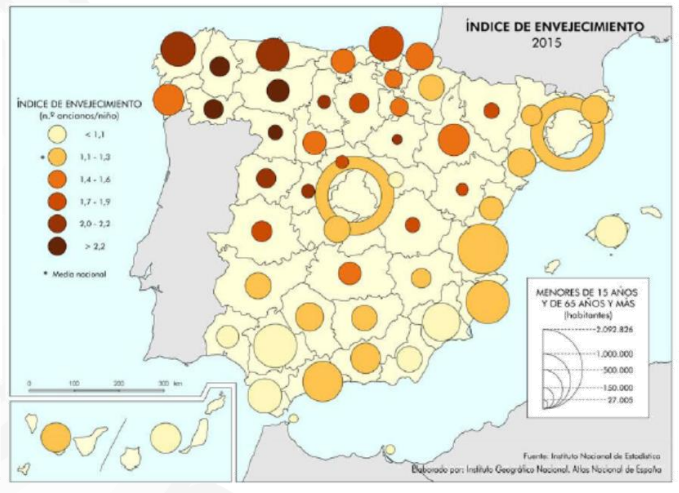 ÍNDICE DE ENVEJECIMIENTO
2015
ÍNDICE DE ENVEJECIMIENTO
(n.º ancianos/niño)
< 1,1
* 1,1 - 1,3
1,4 - 1,6
1,7 - 1,9
2,0 - 2,2
> 2,2
* Media nacional
MENORES DE 15 AÑOS
Y DE 65 AÑOS Y MÁS
(habitantes)
2.092.826
1.000.000
500.000
150.000
27.005
0 100 200 300 km
Fuente: Instituto Nacional de Estadística
Elaborado por: Instituto Geográfico Nacional. Atlas Nacional de España